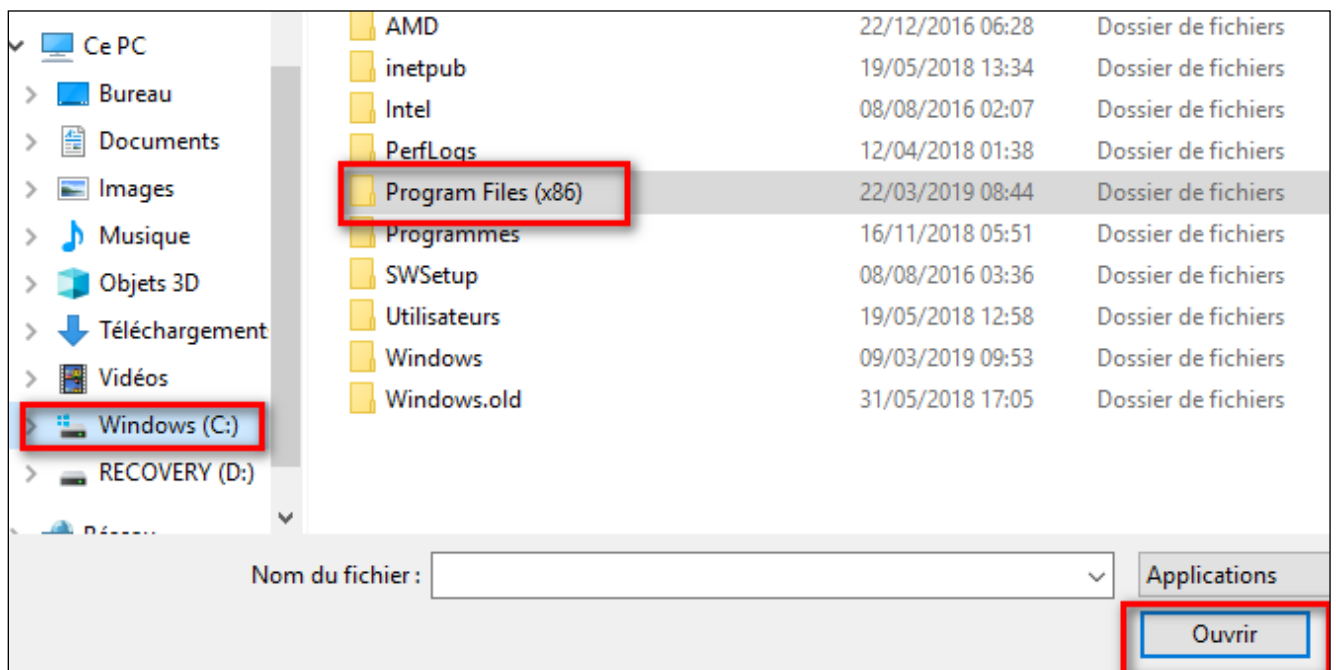 Ce PC
Bureau
Documents
Images
Musique
Objets 3D
Téléchargement
Vidéos
Windows (C:)
RECOVERY (D:)
AMD 22/12/2016 06:28 Dossier de fichiers
inetpub 19/05/2018 13:34 Dossier de fichiers
Intel 08/08/2016 02:07 Dossier de fichiers
PerfLogs 12/04/2018 01:38 Dossier de fichiers
Program Files (x86) 22/03/2019 08:44 Dossier de fichiers
Programmes 16/11/2018 05:51 Dossier de fichiers
SWSetup 08/08/2016 03:36 Dossier de fichiers
Utilisateurs 19/05/2018 12:58 Dossier de fichiers
Windows 09/03/2019 09:53 Dossier de fichiers
Windows.old 31/05/2018 17:05 Dossier de fichiers
Nom du fichier : Applications
Ouvrir